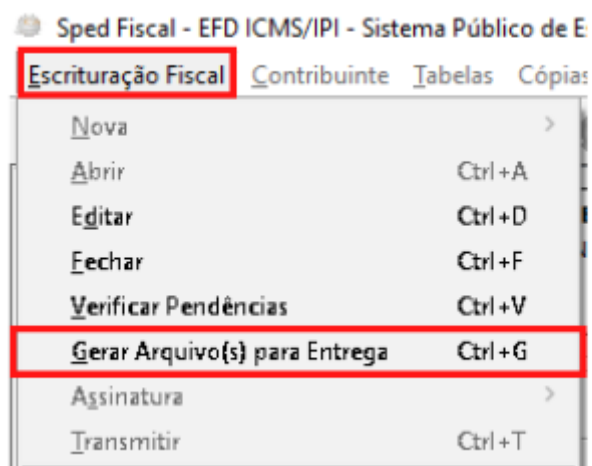 Sped Fiscal - EFD ICMS/IPI - Sistema Público de E
Escrituração Fiscal Contribuinte Tabelas Cópias
Nova >
Abrir Ctrl+A
Editar Ctrl+D
Fechar Ctrl+F
Verificar Pendências Ctrl+V
Gerar Arquivo(s) para Entrega Ctrl+G
Assinatura >
Transmitir Ctrl+T